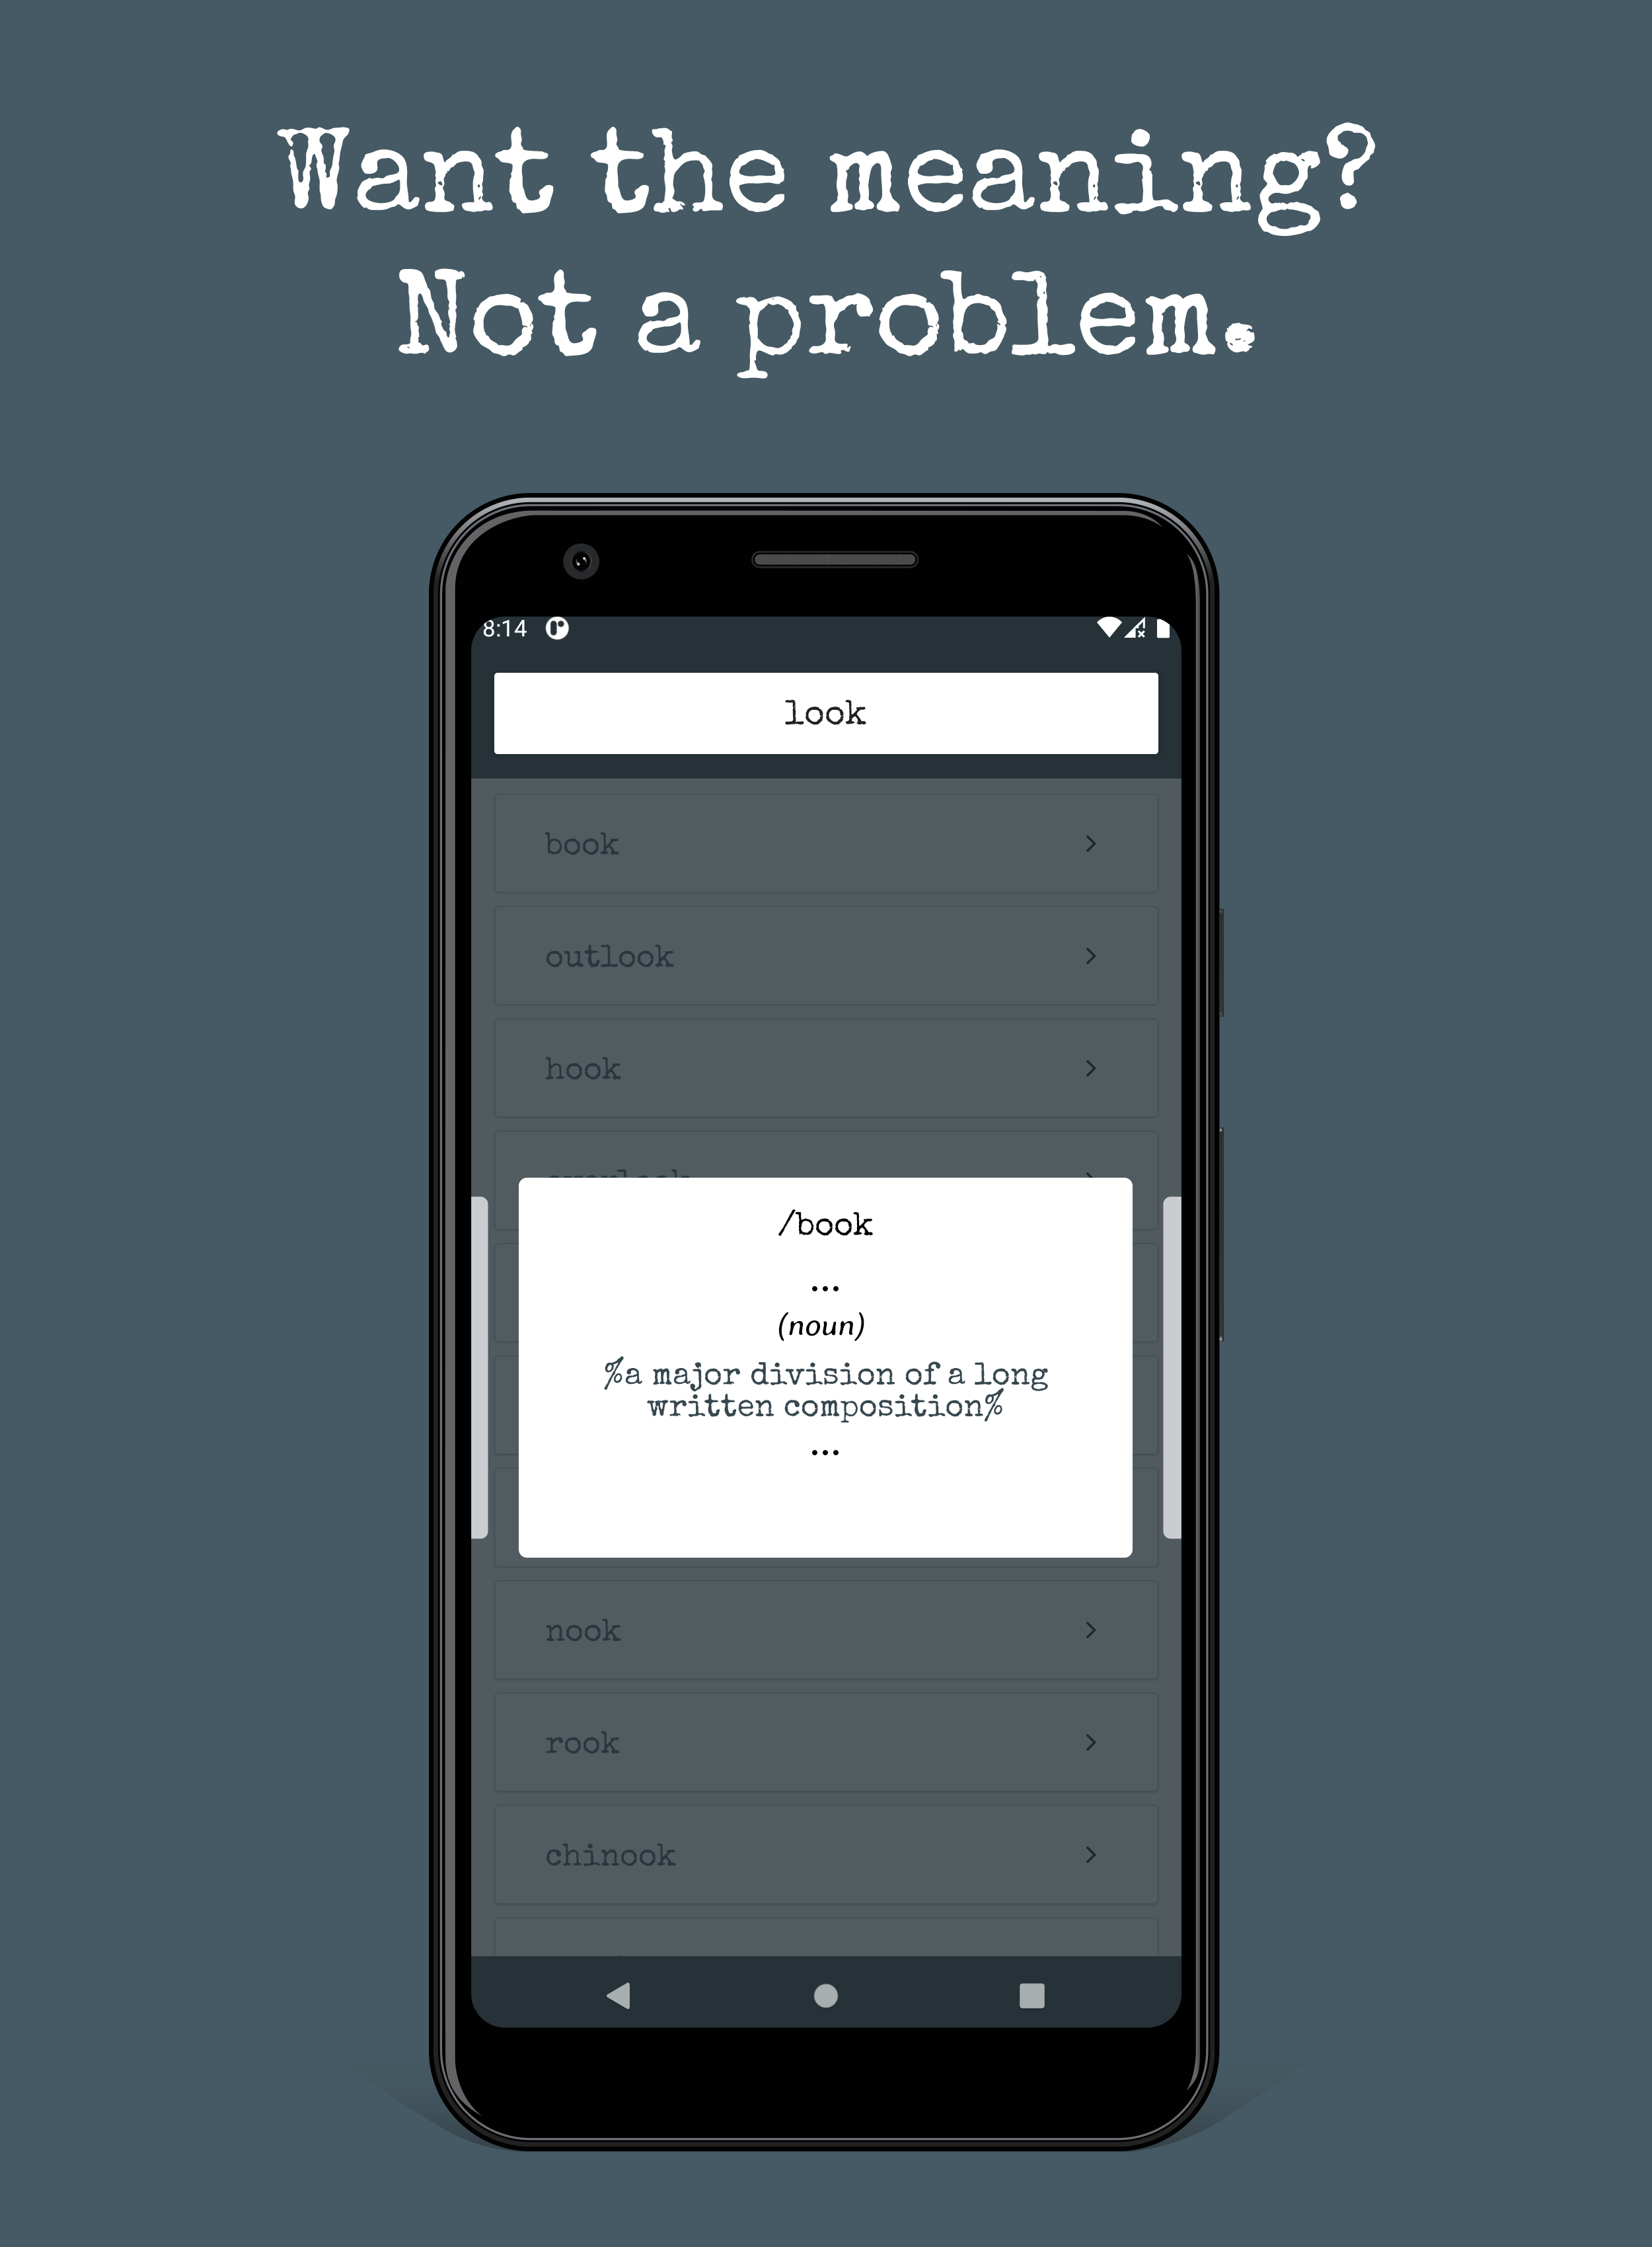 Want the meaning?
Not a problem.
8:14
look
book
outlook
hook
/book
...
(noun)
%a major division of a long
written composition%
...
nook
rook
chinook